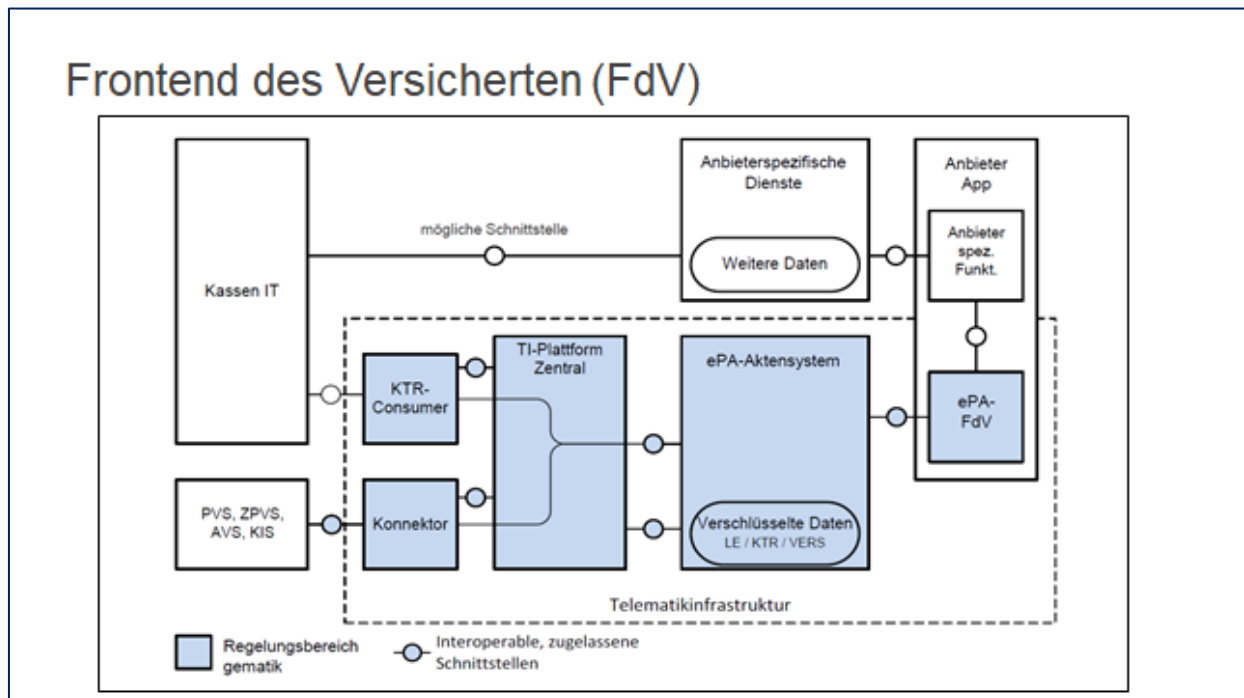 Frontend des Versicherten (FdV)
Anbieterspezifische
Dienste
Anbieter
App
mögliche Schnittstelle
Weitere Daten
Anbieter
spez.
Funkt.
Kassen IT
TI-Plattform
Zentral
ePA-Aktensystem
KTR-
Consumer
ePA-
FdV
PVS, ZPVS,
AVS, KIS
Konnektor
Verschlüsselte Daten
LE / KTR / VERS
Telematikinfrastruktur
Regelungsbereich
gematik
Interoperable, zugelassene
Schnittstellen